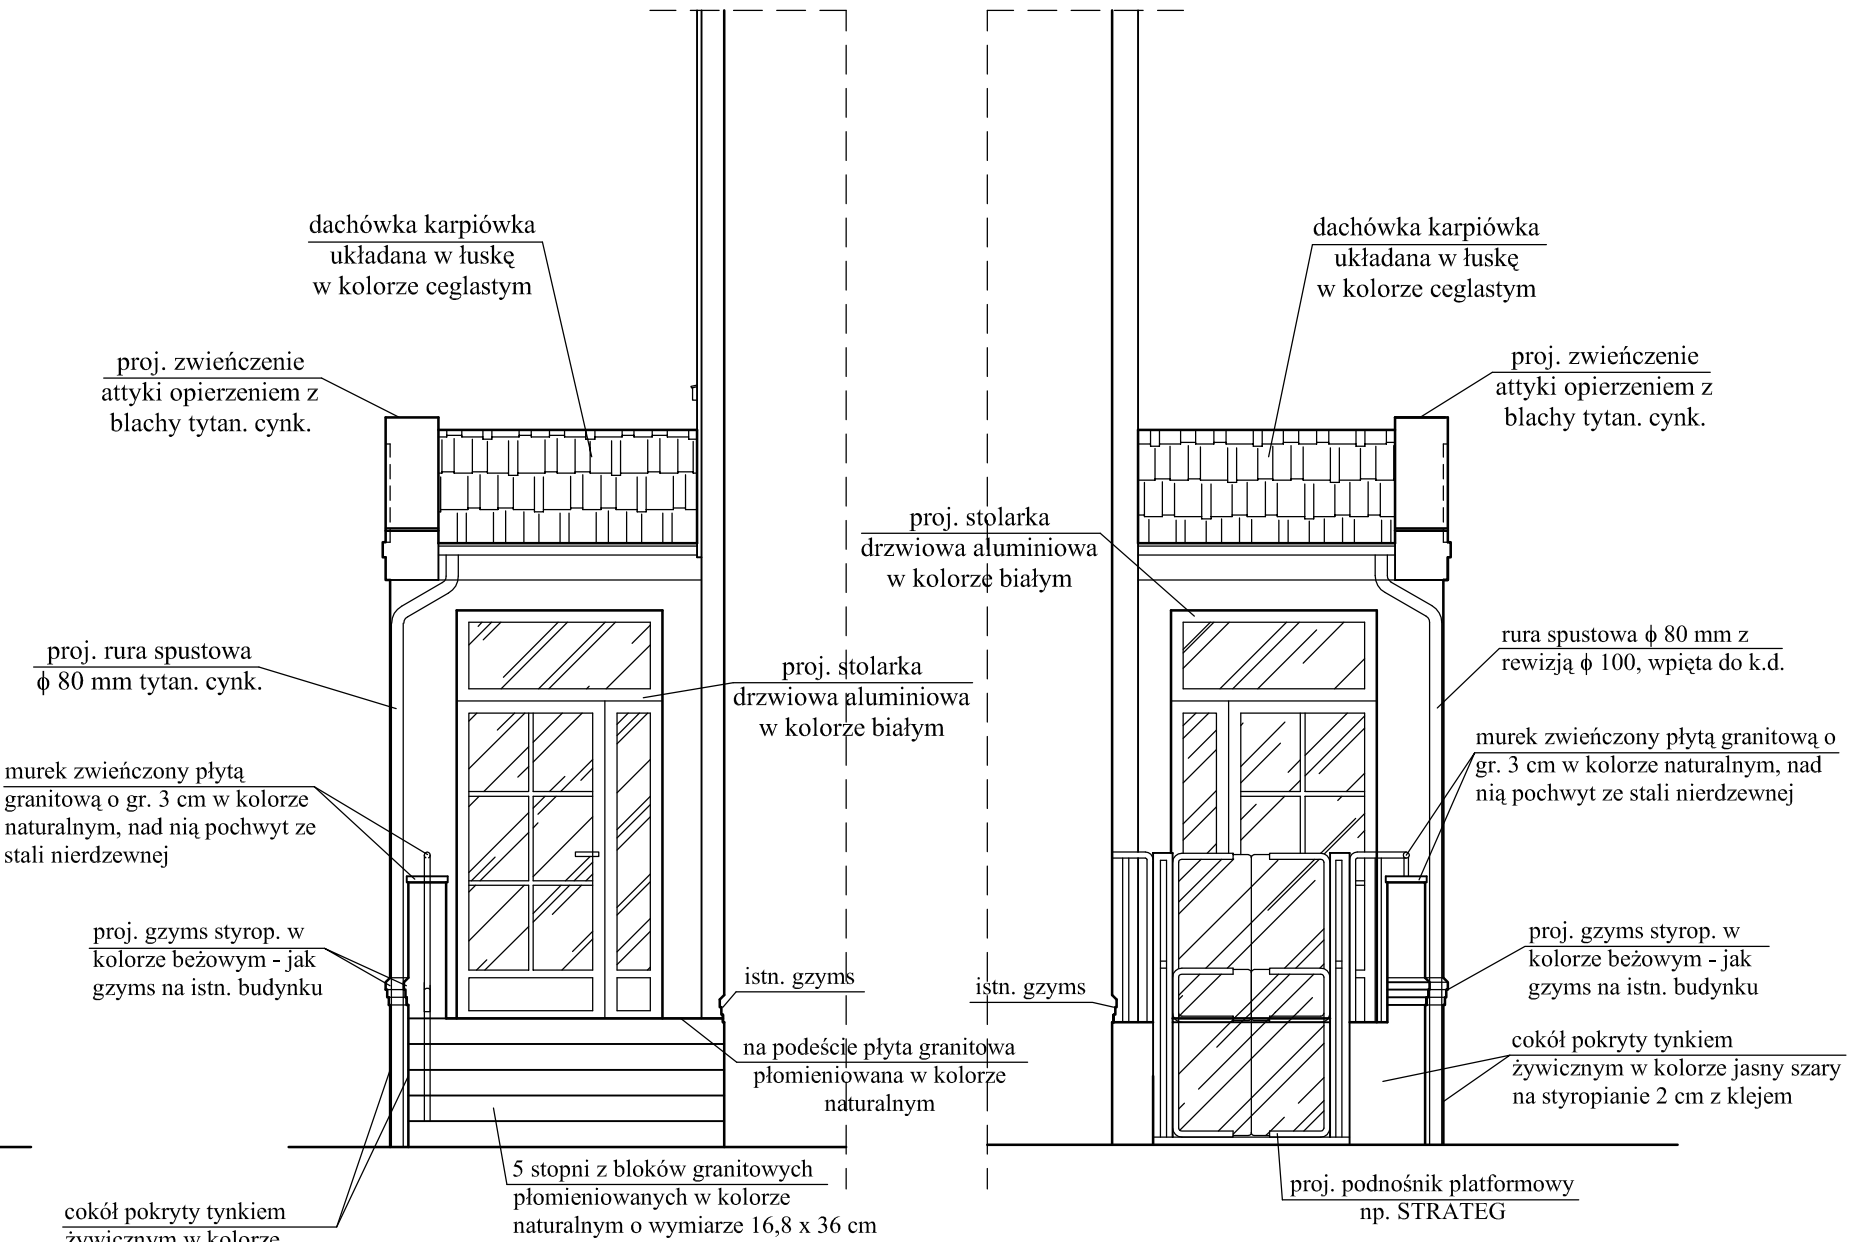 dachówka karpiówka
układana w łuskę
w kolorze ceglastym
proj. zwieńczenie
attyki opierzeniem z
blachy tytan. cynk.
proj. rura spustowa
ϕ 80 mm tytan. cynk.
murek zwieńczony płytą
granitową o gr. 3 cm w kolorze
naturalnym, nad nią pochwyt ze
stali nierdzewnej
proj. gzyms styrop. w
kolorze beżowym - jak
gzyms na istn. budynku
cokół pokryty tynkiem
żywicznym w kolorze
5 stopni z bloków granitowych
płomieniowanych w kolorze
naturalnym o wymiarze 16,8 x 36 cm
proj. stolarka
drzwiowa aluminiowa
w kolorze białym
istn. gzyms
na podeście płyta granitowa
płomieniowana w kolorze
naturalnym
dachówka karpiówka
układana w łuskę
w kolorze ceglastym
proj. zwieńczenie
attyki opierzeniem z
blachy tytan. cynk.
proj. stolarka
drzwiowa aluminiowa
w kolorze białym
rura spustowa ϕ 80 mm z
rewizją ϕ 100, wpięta do k.d.
murek zwieńczony płytą granitową o
gr. 3 cm w kolorze naturalnym, nad
nią pochwyt ze stali nierdzewnej
istn. gzyms
proj. gzyms styrop. w
kolorze beżowym - jak
gzyms na istn. budynku
cokół pokryty tynkiem
żywicznym w kolorze jasny szary
na styropianie 2 cm z klejem
proj. podnośnik platformowy
np. STRATEG